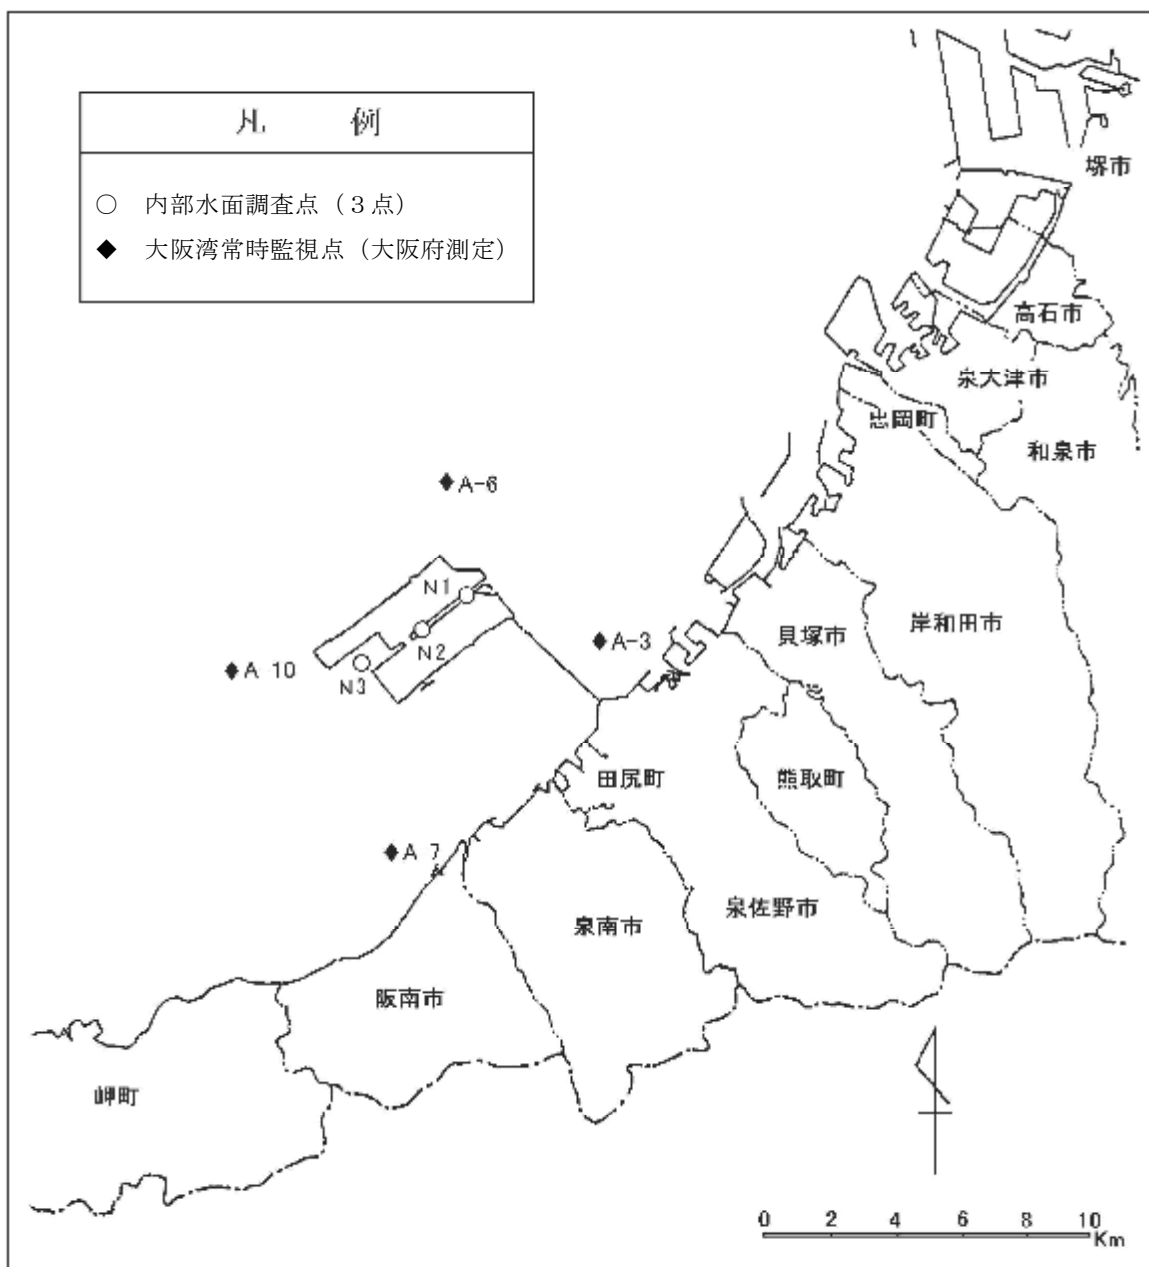 凡　例
○　内部水面調査点（３点）
◆　大阪湾常時監視点（大阪府測定）
堺市
高石市
泉大津市
忠岡町
和泉市
A-6
N1
岸和田市
貝塚市
A-3
N2
A 10
N3
田尻町
熊取町
A 7
泉佐野市
泉南市
阪南市
岬町
0 2 4 6 8 10
Km